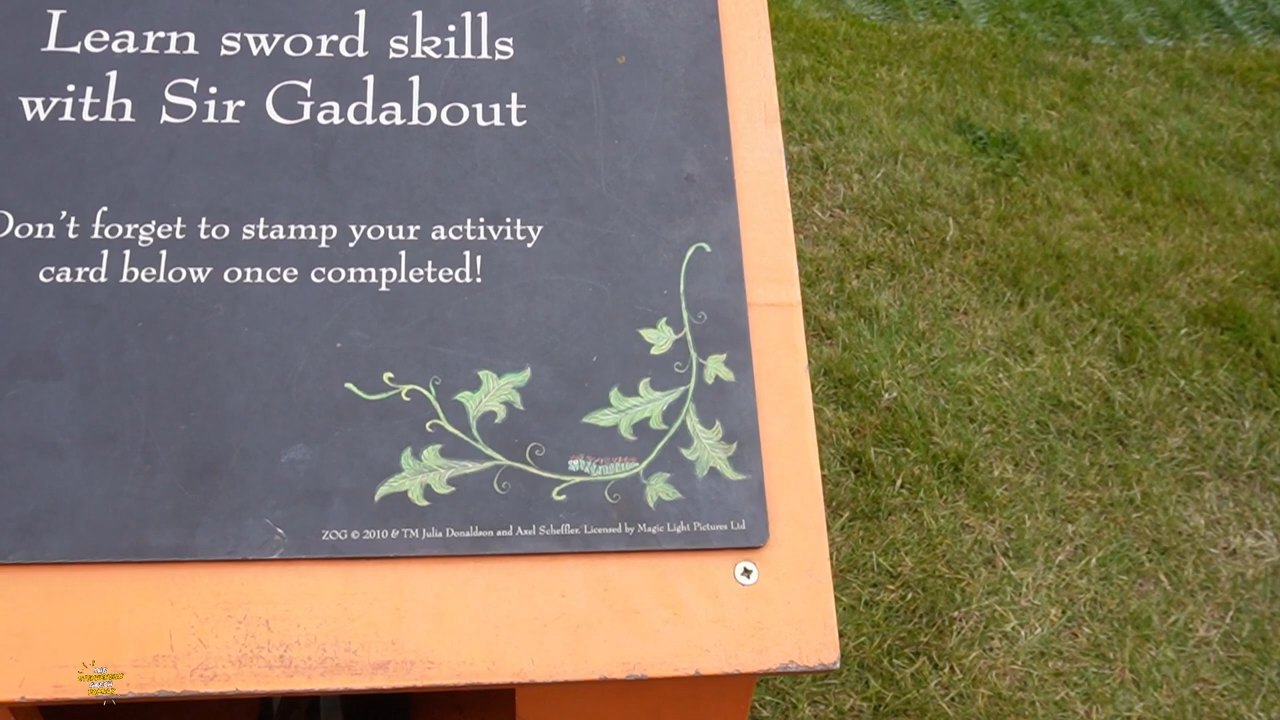 Learn sword skills
with Sir Gadabout
Don't forget to stamp your activity
card below once completed!
ZOG © 2010 & TM Julia Donaldson and Axel Scheffler. Licensed by Magic Light Pictures Ltd